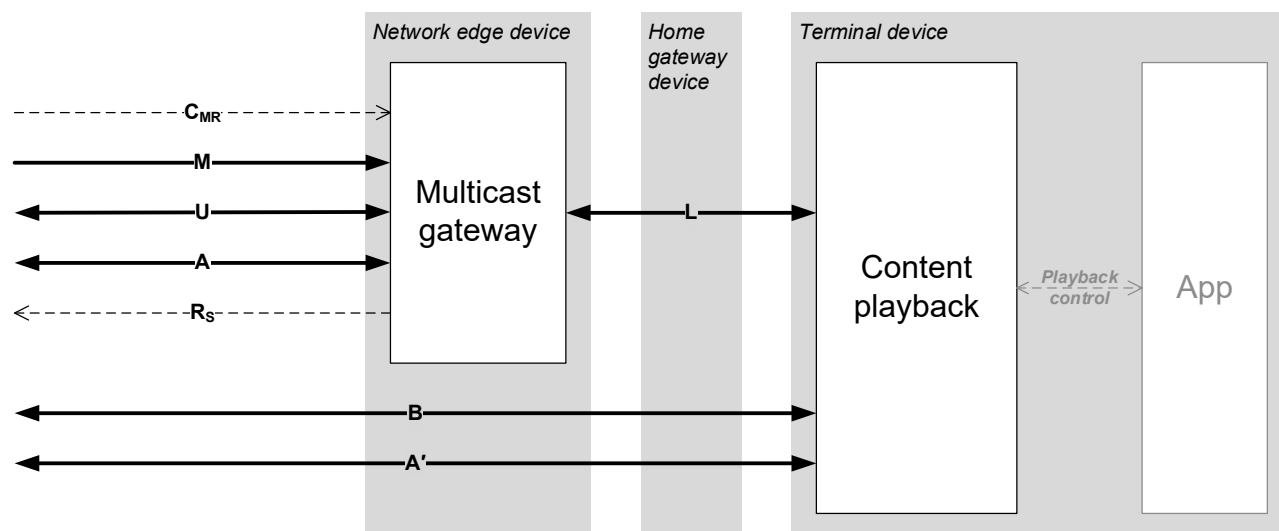 Network edge device
Home
gateway
device
Terminal device
C_MR
M
U
A
R_S
Multicast
gateway
L
Content
playback
Playback
control
App
B
A′